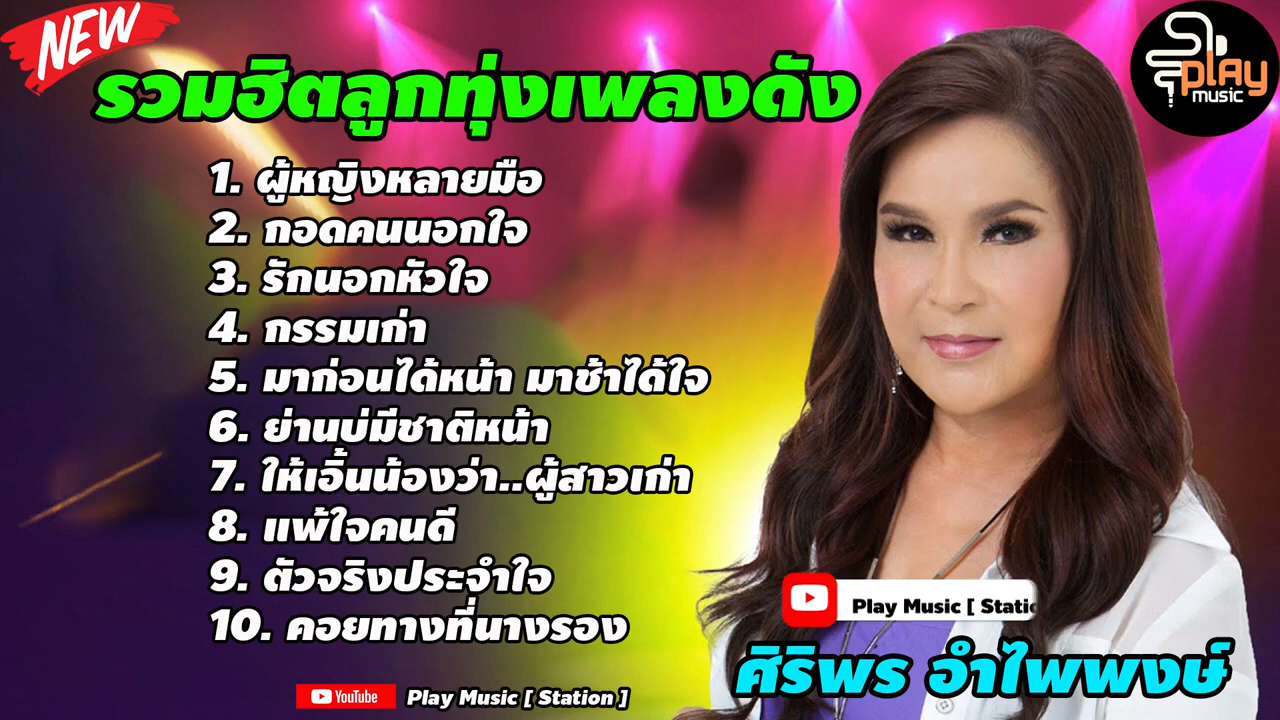 NEW
รวมฮิตลูกทุ่งเพลงดัง
play
music
1. ผู้หญิงหลายมือ
2. กอดคนนอกใจ
3. รักนอกหัวใจ
4. กรรมเก่า
5. มาก่อนได้หน้า มาช้าได้ใจ
6. ย่านบ่มีชาติหน้า
7. ให้เอิ้นน้องว่า..ผู้สาวเก่า
8. แพ้ใจคนดี
9. ตัวจริงประจำใจ
10. คอยทางที่นางรอง
Play Music [ Static
ศิริพร อำไพพงษ์
YouTube Play Music [ Station ]